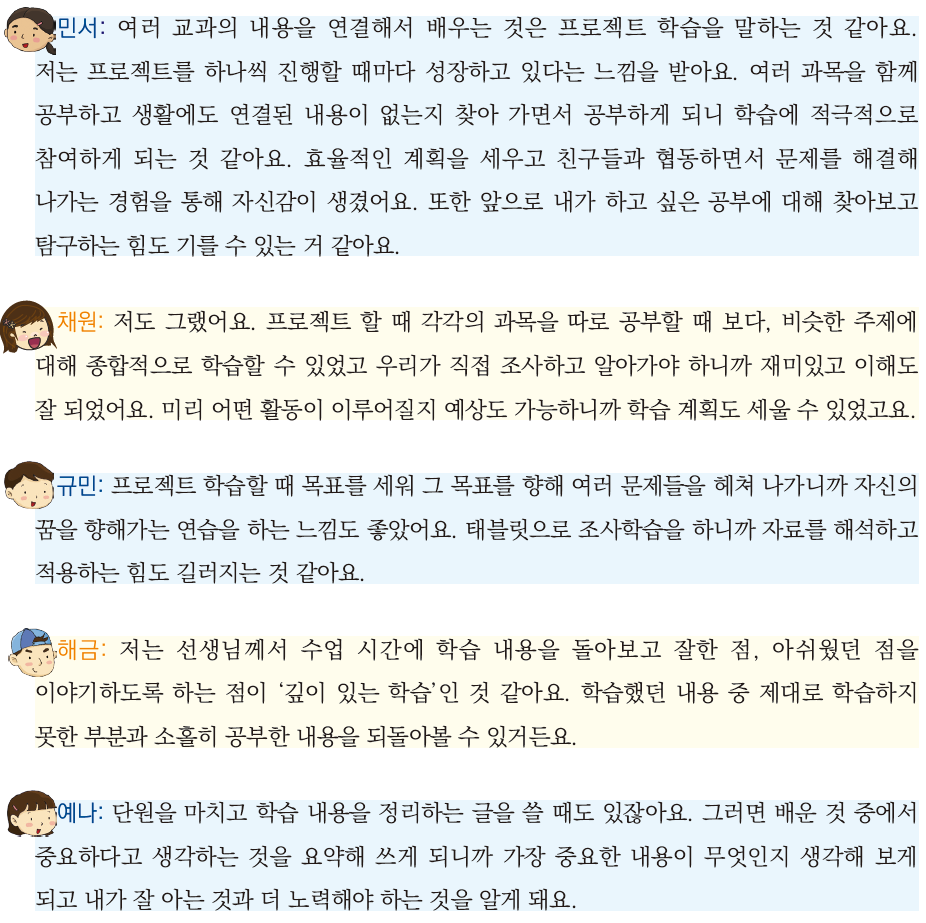 민서: 여러 교과의 내용을 연결해서 배우는 것은 프로젝트 학습을 말하는 것 같아요.
저는 프로젝트를 하나씩 진행할 때마다 성장하고 있다는 느낌을 받아요. 여러 과목을 함께
공부하고 생활에도 연결된 내용이 없는지 찾아 가면서 공부하게 되니 학습에 적극적으로
참여하게 되는 것 같아요. 효율적인 계획을 세우고 친구들과 협동하면서 문제를 해결해
나가는 경험을 통해 자신감이 생겼어요. 또한 앞으로 내가 하고 싶은 공부에 대해 찾아보고
탐구하는 힘도 기를 수 있는 거 같아요.
채원: 저도 그랬어요. 프로젝트 할 때 각각의 과목을 따로 공부할 때 보다, 비슷한 주제에
대해 종합적으로 학습할 수 있었고 우리가 직접 조사하고 알아가야 하니까 재미있고 이해도
잘 되었어요. 미리 어떤 활동이 이루어질지 예상도 가능하니까 학습 계획도 세울 수 있었고요.
규민: 프로젝트 학습할 때 목표를 세워 그 목표를 향해 여러 문제들을 헤쳐 나가니까 자신의
꿈을 향해가는 연습을 하는 느낌도 좋았어요. 태블릿으로 조사학습을 하니까 자료를 해석하고
적용하는 힘도 길러지는 것 같아요.
해금: 저는 선생님께서 수업 시간에 학습 내용을 돌아보고 잘한 점, 아쉬웠던 점을
이야기하도록 하는 점이 ‘깊이 있는 학습’인 것 같아요. 학습했던 내용 중 제대로 학습하지
못한 부분과 소홀히 공부한 내용을 되돌아볼 수 있거든요.
예나: 단원을 마치고 학습 내용을 정리하는 글을 쓸 때도 있잖아요. 그러면 배운 것 중에서
중요하다고 생각하는 것을 요약해 쓰게 되니까 가장 중요한 내용이 무엇인지 생각해 보게
되고 내가 잘 아는 것과 더 노력해야 하는 것을 알게 돼요.